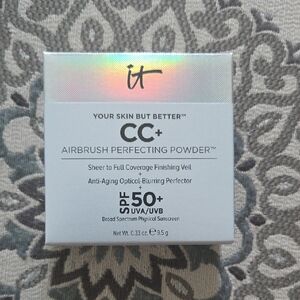 it
YOUR SKIN BUT BETTER™
CC+
AIRBRUSH PERFECTING POWDER™
Sheer to Full Coverage Finishing Veil
+
Anti-Aging Optical-Blurring Perfector
+
SPF 50+
UVA/UVB
Broad Spectrum Physical Sunscreen
Net Wt. 0.33 oz. ℮ 9.5 g